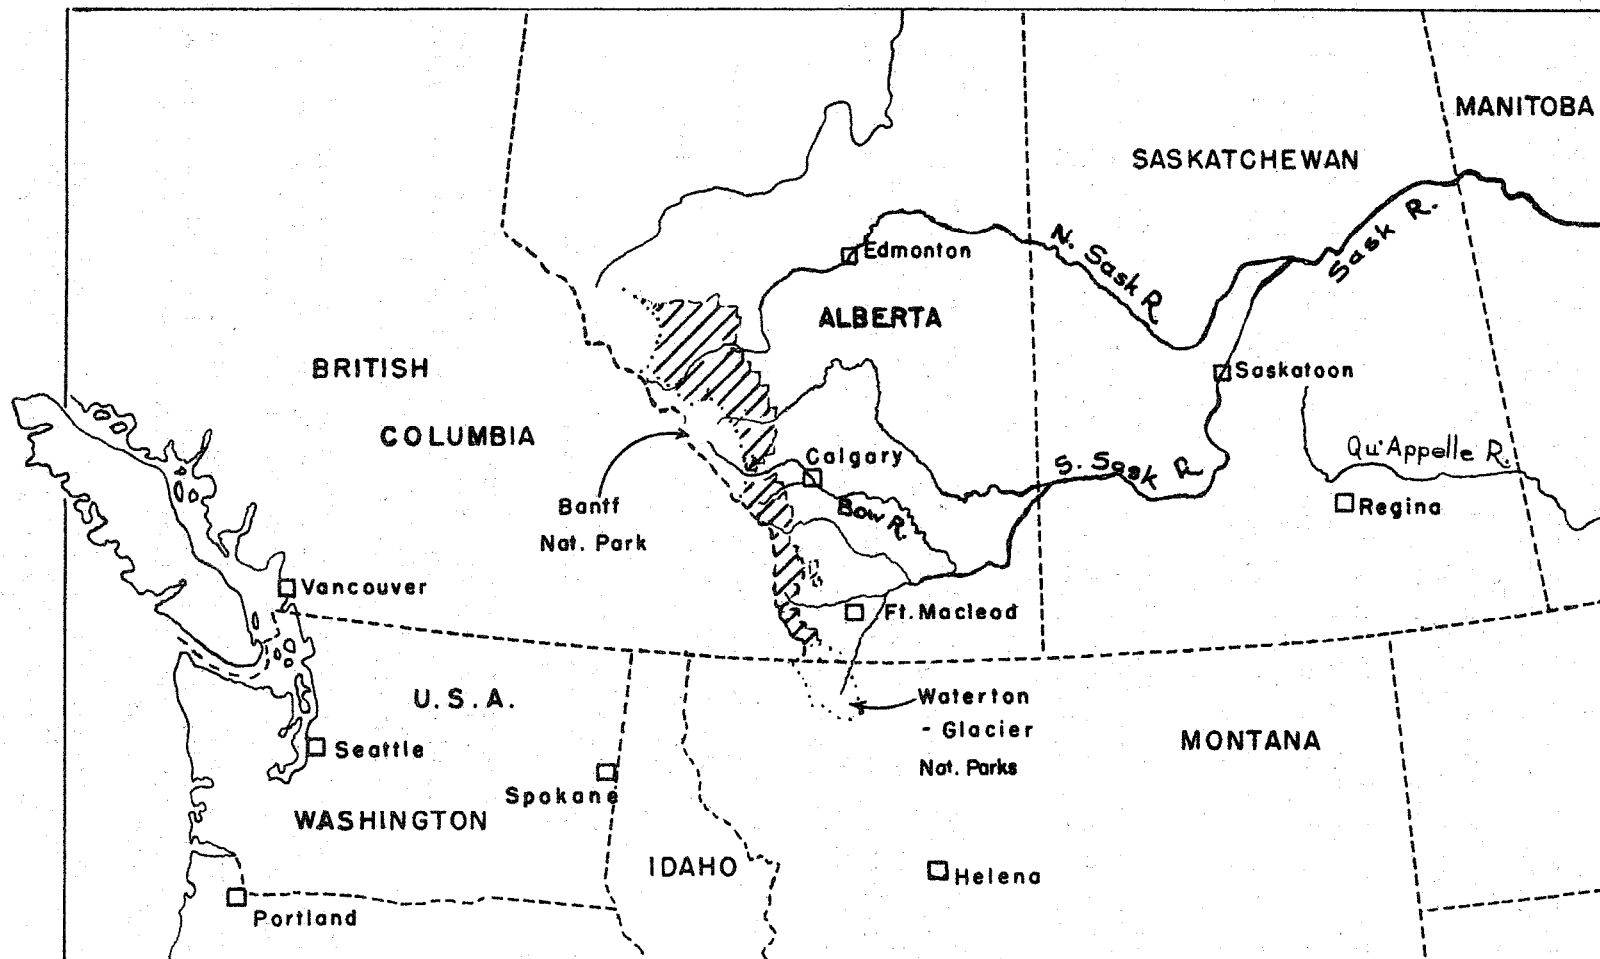 MANITOBA
SASKATCHEWAN
Sask R.
N. Sask R.
Edmonton
ALBERTA
BRITISH
COLUMBIA
Saskatoon
Qu'Appelle R.
Calgary
S. Sask R
Regina
Bow R.
Banff
Nat. Park
Vancouver
Ft. Macleod
U.S.A.
Waterton
- Glacier
Nat. Parks
MONTANA
Seattle
Spokane
WASHINGTON
IDAHO
Helena
Portland